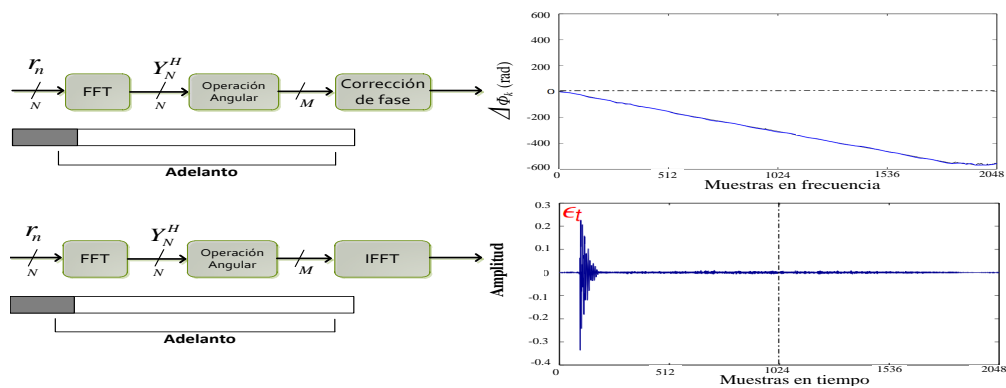 r_n
N
FFT
Y_N^H
N
Operación
Angular
M
Corrección
de fase
Adelanto
600
400
200
0
-200
-400
-600
Δϕ_k (rad)
0
512
1024
1536
2048
Muestras en frecuencia
r_n
N
FFT
Y_N^H
N
Operación
Angular
M
IFFT
Adelanto
ϵ_t
0.3
0.2
0.1
0
-0.1
-0.2
-0.3
-0.4
Amplitud
0
512
1024
1536
2048
Muestras en tiempo